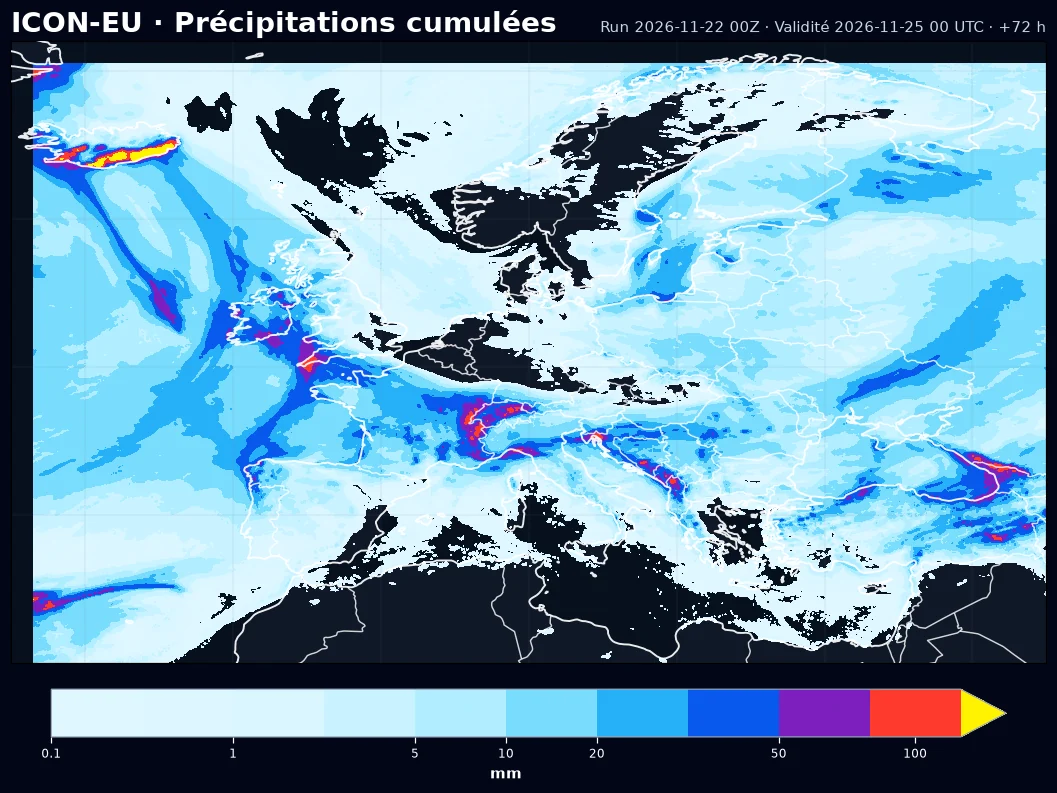 ICON-EU · Précipitations cumulées
Run 2026-11-22 00Z · Validité 2026-11-25 00 UTC · +72 h
0.1 1 5 10 20 50 100
mm